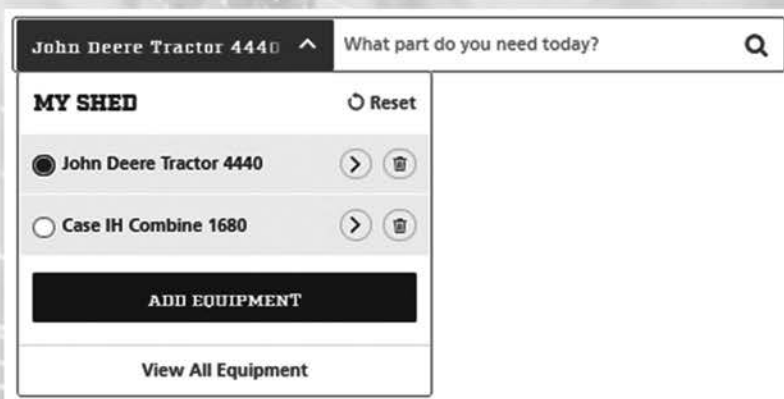 John Deere Tractor 4440
What part do you need today?
MY SHED
Reset
John Deere Tractor 4440
Case IH Combine 1680
ADD EQUIPMENT
View All Equipment